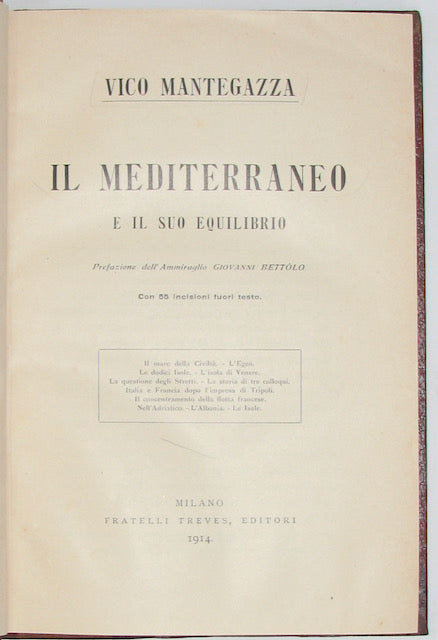 VICO MANTEGAZZA
IL MEDITERRANEO
E IL SUO EQUILIBRIO
Prefazione dell'Ammiraglio GIOVANNI BETTÒLO
Con 55 incisioni fuori testo.
Il mare della Civiltà. - L'Egeo.
Le dodici Isole. - L'isola di Venere.
La questione degli Stretti. - La storia di tre colloqui.
Italia e Francia dopo l'impresa di Tripoli.
Il concentramento della flotta francese.
Nell'Adriatico. - L'Albania. - Le Isole.
MILANO
FRATELLI TREVES, EDITORI
1914.